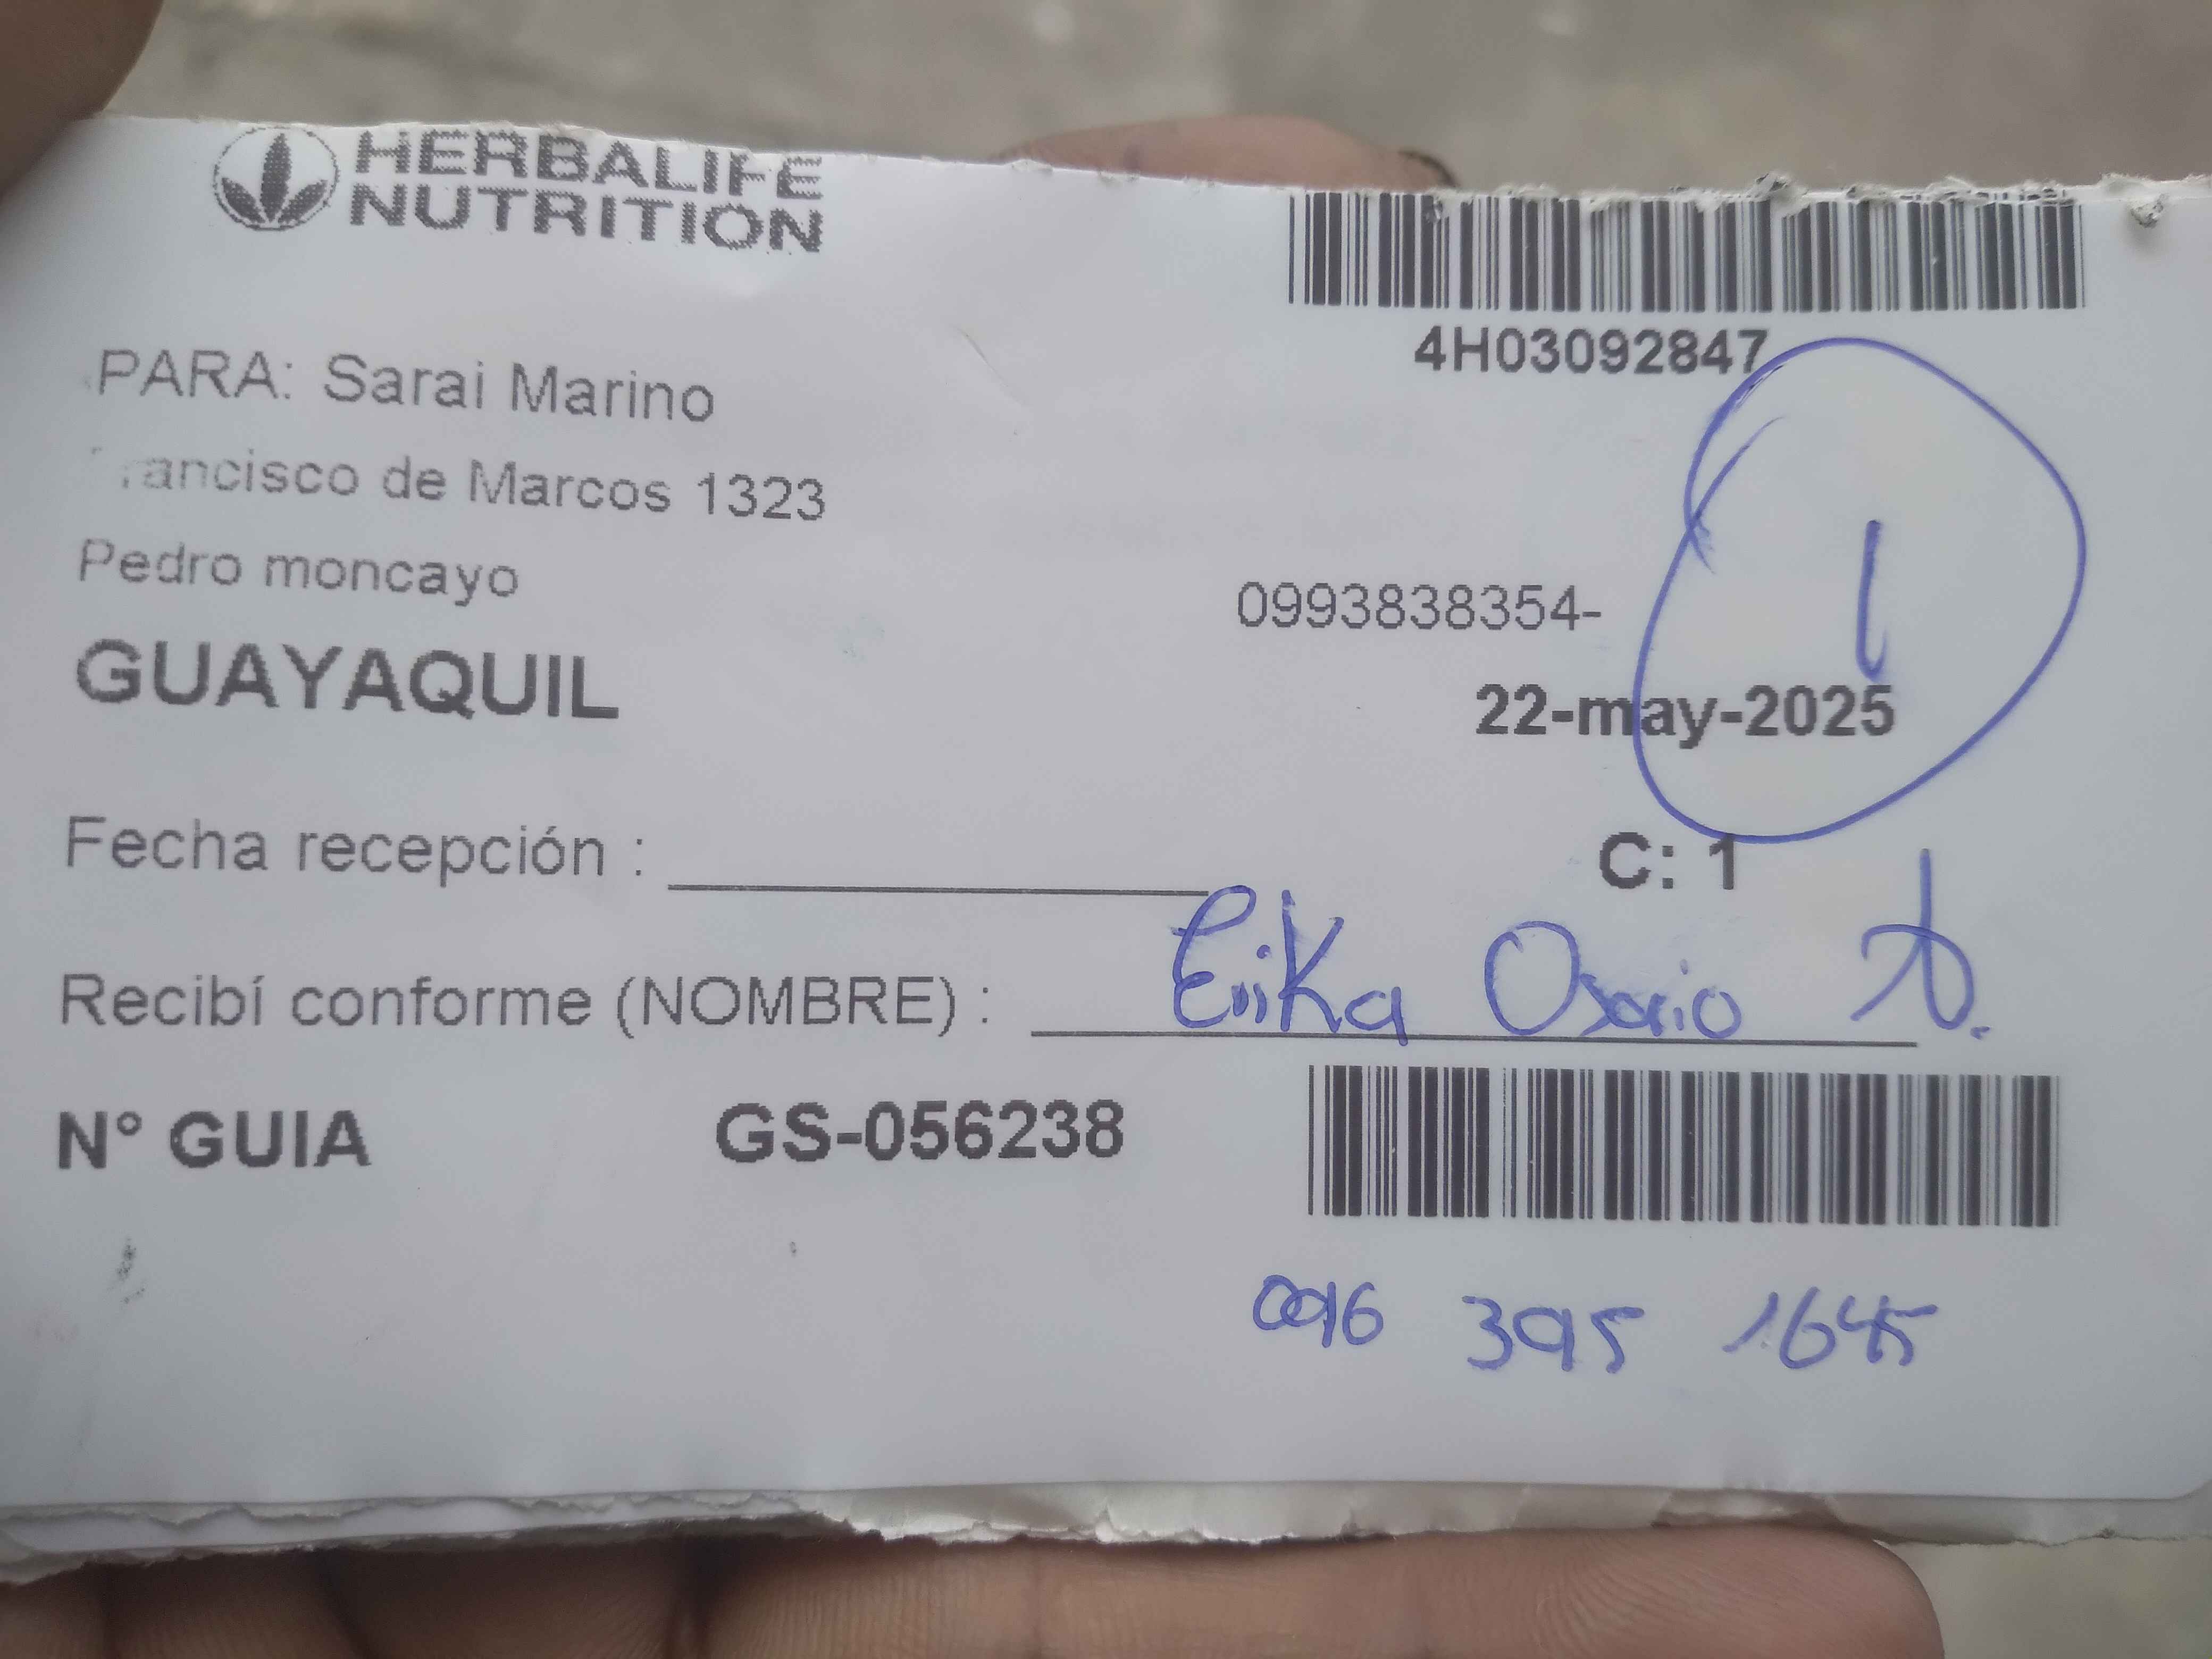 HERBALIFE
NUTRITION
4H03092847
PARA: Sarai Marino
Francisco de Marcos 1323
Pedro moncayo
0993838354-
1
GUAYAQUIL
22-may-2025
Fecha recepción :
C: 1
Recibí conforme (NOMBRE) : Erika Osorio A.
N° GUIA GS-056238
096 395 1645